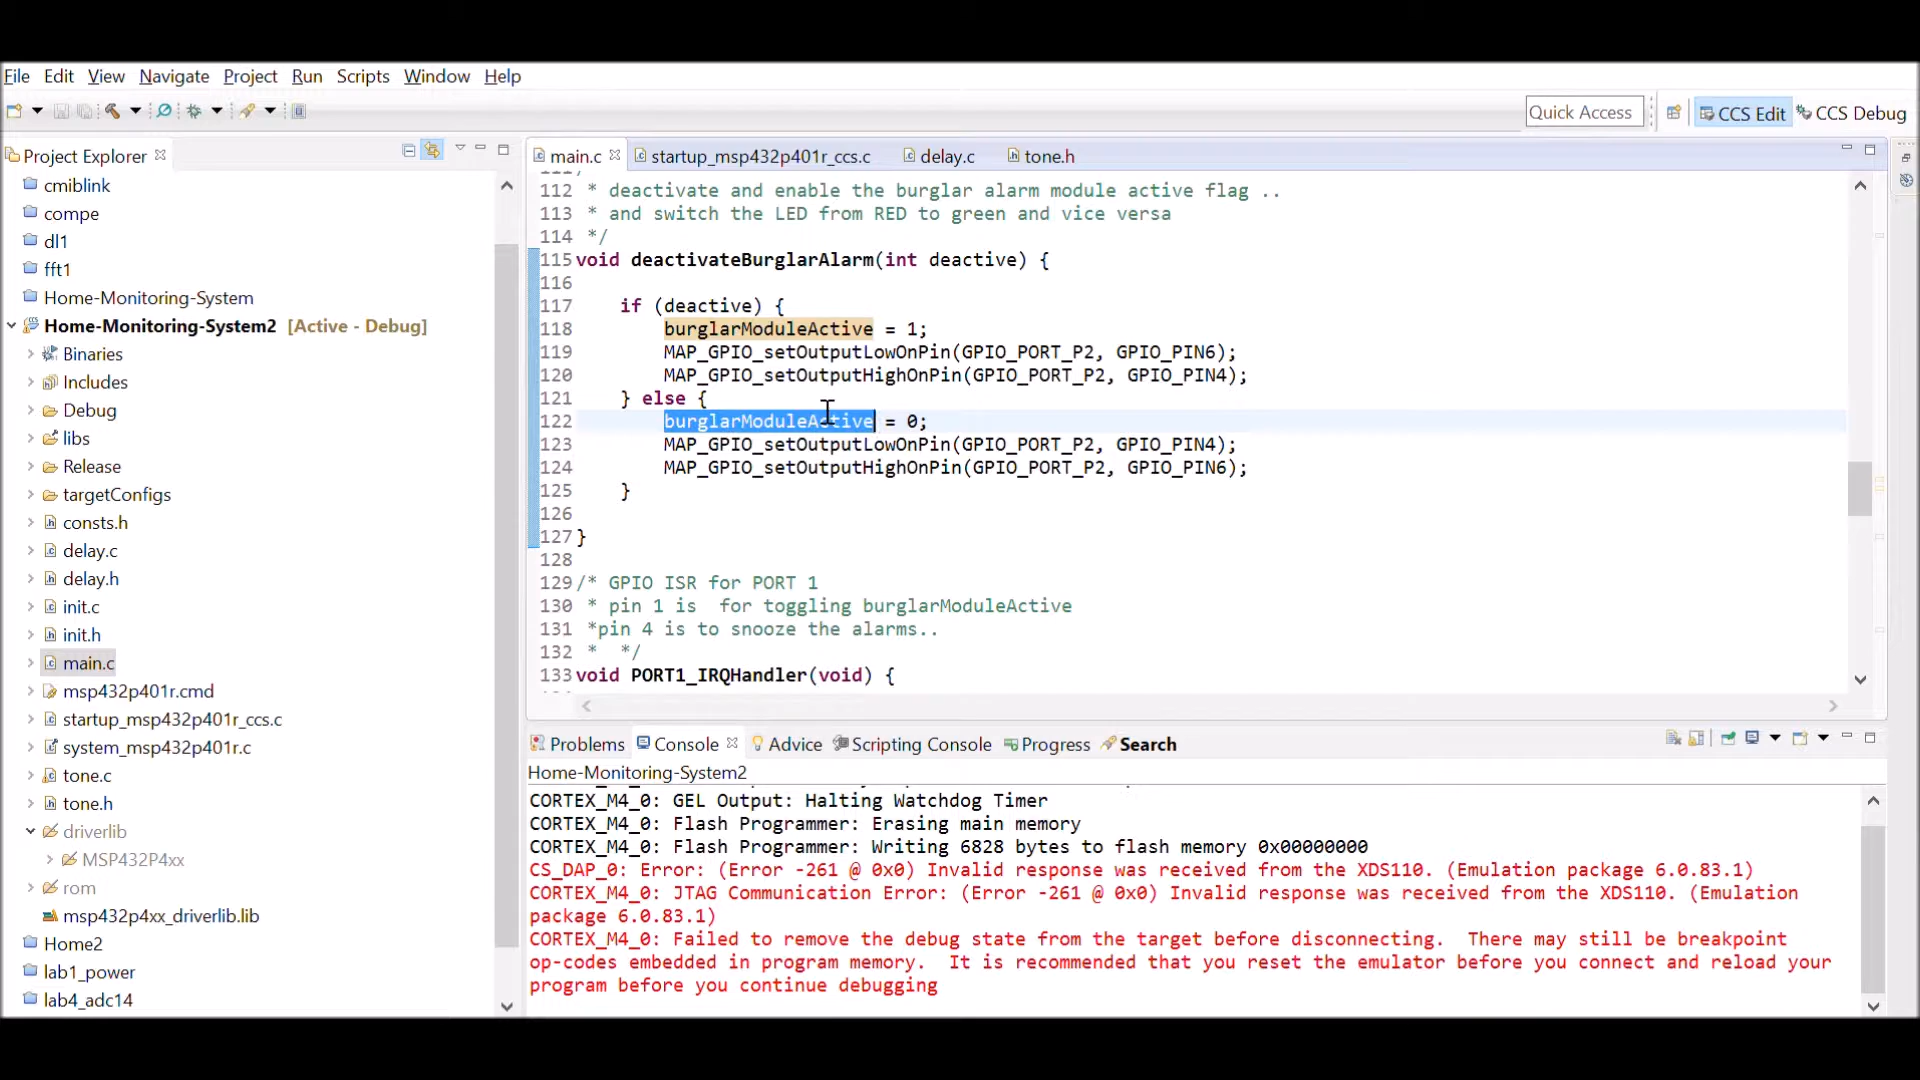 File Edit View Navigate Project Run Scripts Window Help
Quick Access CCS Edit CCS Debug
Project Explorer
cmiblink
compe
dl1
fft1
Home-Monitoring-System
Home-Monitoring-System2 [Active - Debug]
Binaries
Includes
Debug
libs
Release
targetConfigs
consts.h
delay.c
delay.h
init.c
init.h
main.c
msp432p401r.cmd
startup_msp432p401r_ccs.c
system_msp432p401r.c
tone.c
tone.h
driverlib
MSP432P4xx
rom
msp432p4xx_driverlib.lib
Home2
lab1_power
lab4_adc14
main.c startup_msp432p401r_ccs.c delay.c tone.h
112 * deactivate and enable the burglar alarm module active flag ..
113 * and switch the LED from RED to green and vice versa
114 */
115 void deactivateBurglarAlarm(int deactive) {
116
117 if (deactive) {
118 burglarModuleActive = 1;
119 MAP_GPIO_setOutputLowOnPin(GPIO_PORT_P2, GPIO_PIN6);
120 MAP_GPIO_setOutputHighOnPin(GPIO_PORT_P2, GPIO_PIN4);
121 } else {
122 burglarModuleActive = 0;
123 MAP_GPIO_setOutputLowOnPin(GPIO_PORT_P2, GPIO_PIN4);
124 MAP_GPIO_setOutputHighOnPin(GPIO_PORT_P2, GPIO_PIN6);
125 }
126
127 }
128
129 /* GPIO ISR for PORT 1
130 * pin 1 is  for toggling burglarModuleActive
131 *pin 4 is to snooze the alarms..
132 *  */
133 void PORT1_IRQHandler(void) {
Problems Console Advice Scripting Console Progress Search
Home-Monitoring-System2
CORTEX_M4_0: GEL Output: Halting Watchdog Timer
CORTEX_M4_0: Flash Programmer: Erasing main memory
CORTEX_M4_0: Flash Programmer: Writing 6828 bytes to flash memory 0x00000000
CS_DAP_0: Error: (Error -261 @ 0x0) Invalid response was received from the XDS110. (Emulation package 6.0.83.1)
CORTEX_M4_0: JTAG Communication Error: (Error -261 @ 0x0) Invalid response was received from the XDS110. (Emulation
package 6.0.83.1)
CORTEX_M4_0: Failed to remove the debug state from the target before disconnecting.  There may still be breakpoint
op-codes embedded in program memory.  It is recommended that you reset the emulator before you connect and reload your
program before you continue debugging